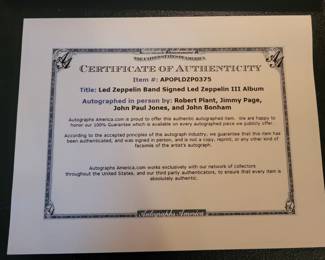 CERTIFICATE OF AUTHENTICITY
Item #: APOPLDZP0375
Title: Led Zeppelin Band Signed Led Zeppelin III Album
Autographed in person by: Robert Plant, Jimmy Page,
John Paul Jones, and John Bonham
Autographs America.com is proud to offer this authentic autographed item. We are happy to
honor our 100% Guarantee which is available on every autographed piece we publicly offer.
According to the accepted principles of the autograph industry, we guarantee that this item has
been authenticated, and was signed in person, and is not a copy, reprint, or any other kind of
facsimile of the artist's autograph.
Autographs America.com works exclusively with our network of collectors
throughout the United States, and our third party authenticators, to ensure that every item is
absolutely authentic.
Autographs America